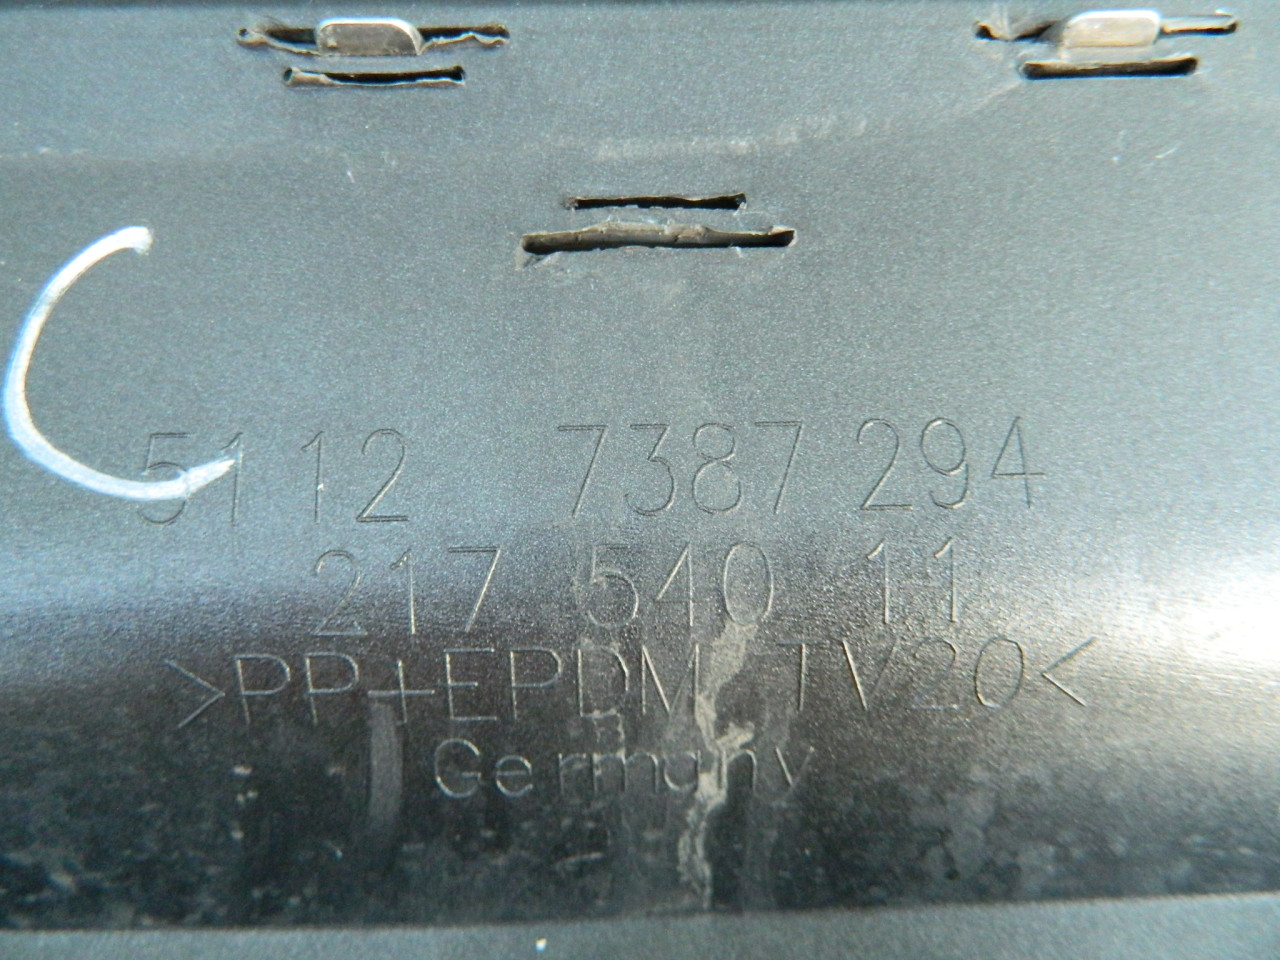 5112 7387 294
217 540 11
>PP+EPDM TV20<
Germany